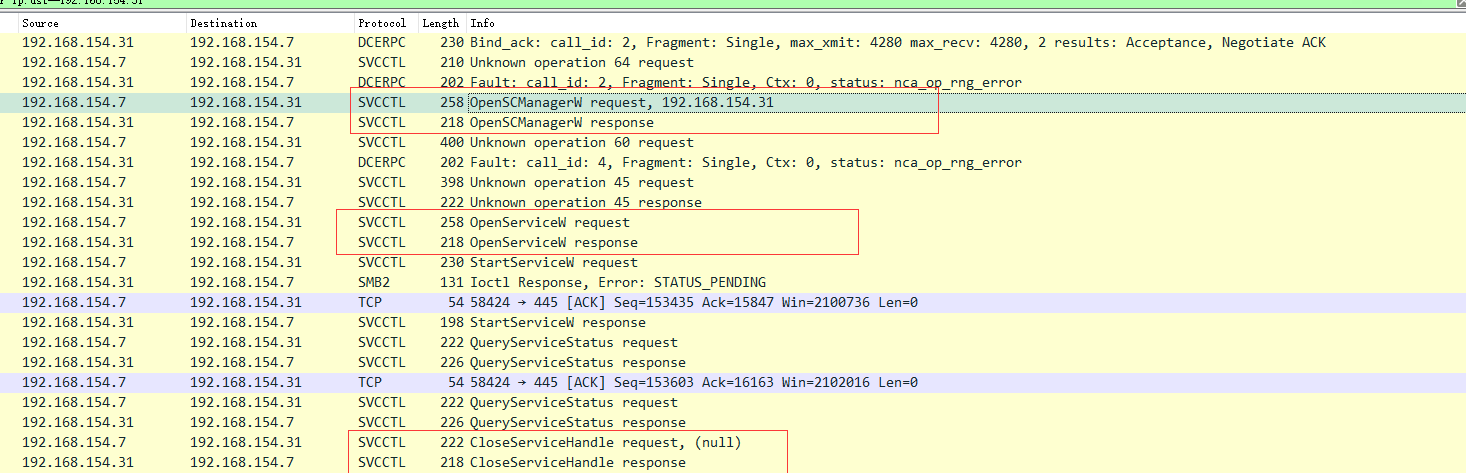 r ip.dst==192.168.154.31
Source Destination Protocol Length Info
192.168.154.31 192.168.154.7 DCERPC 230 Bind_ack: call_id: 2, Fragment: Single, max_xmit: 4280 max_recv: 4280, 2 results: Acceptance, Negotiate ACK
192.168.154.7 192.168.154.31 SVCCTL 210 Unknown operation 64 request
192.168.154.31 192.168.154.7 DCERPC 202 Fault: call_id: 2, Fragment: Single, Ctx: 0, status: nca_op_rng_error
192.168.154.7 192.168.154.31 SVCCTL 258 OpenSCManagerW request, 192.168.154.31
192.168.154.31 192.168.154.7 SVCCTL 218 OpenSCManagerW response
192.168.154.7 192.168.154.31 SVCCTL 400 Unknown operation 60 request
192.168.154.31 192.168.154.7 DCERPC 202 Fault: call_id: 4, Fragment: Single, Ctx: 0, status: nca_op_rng_error
192.168.154.7 192.168.154.31 SVCCTL 398 Unknown operation 45 request
192.168.154.31 192.168.154.7 SVCCTL 222 Unknown operation 45 response
192.168.154.7 192.168.154.31 SVCCTL 258 OpenServiceW request
192.168.154.31 192.168.154.7 SVCCTL 218 OpenServiceW response
192.168.154.7 192.168.154.31 SVCCTL 230 StartServiceW request
192.168.154.31 192.168.154.7 SMB2 131 Ioctl Response, Error: STATUS_PENDING
192.168.154.7 192.168.154.31 TCP 54 58424 → 445 [ACK] Seq=153435 Ack=15847 Win=2100736 Len=0
192.168.154.31 192.168.154.7 SVCCTL 198 StartServiceW response
192.168.154.7 192.168.154.31 SVCCTL 222 QueryServiceStatus request
192.168.154.31 192.168.154.7 SVCCTL 226 QueryServiceStatus response
192.168.154.7 192.168.154.31 TCP 54 58424 → 445 [ACK] Seq=153603 Ack=16163 Win=2102016 Len=0
192.168.154.7 192.168.154.31 SVCCTL 222 QueryServiceStatus request
192.168.154.31 192.168.154.7 SVCCTL 226 QueryServiceStatus response
192.168.154.7 192.168.154.31 SVCCTL 222 CloseServiceHandle request, (null)
192.168.154.31 192.168.154.7 SVCCTL 218 CloseServiceHandle response